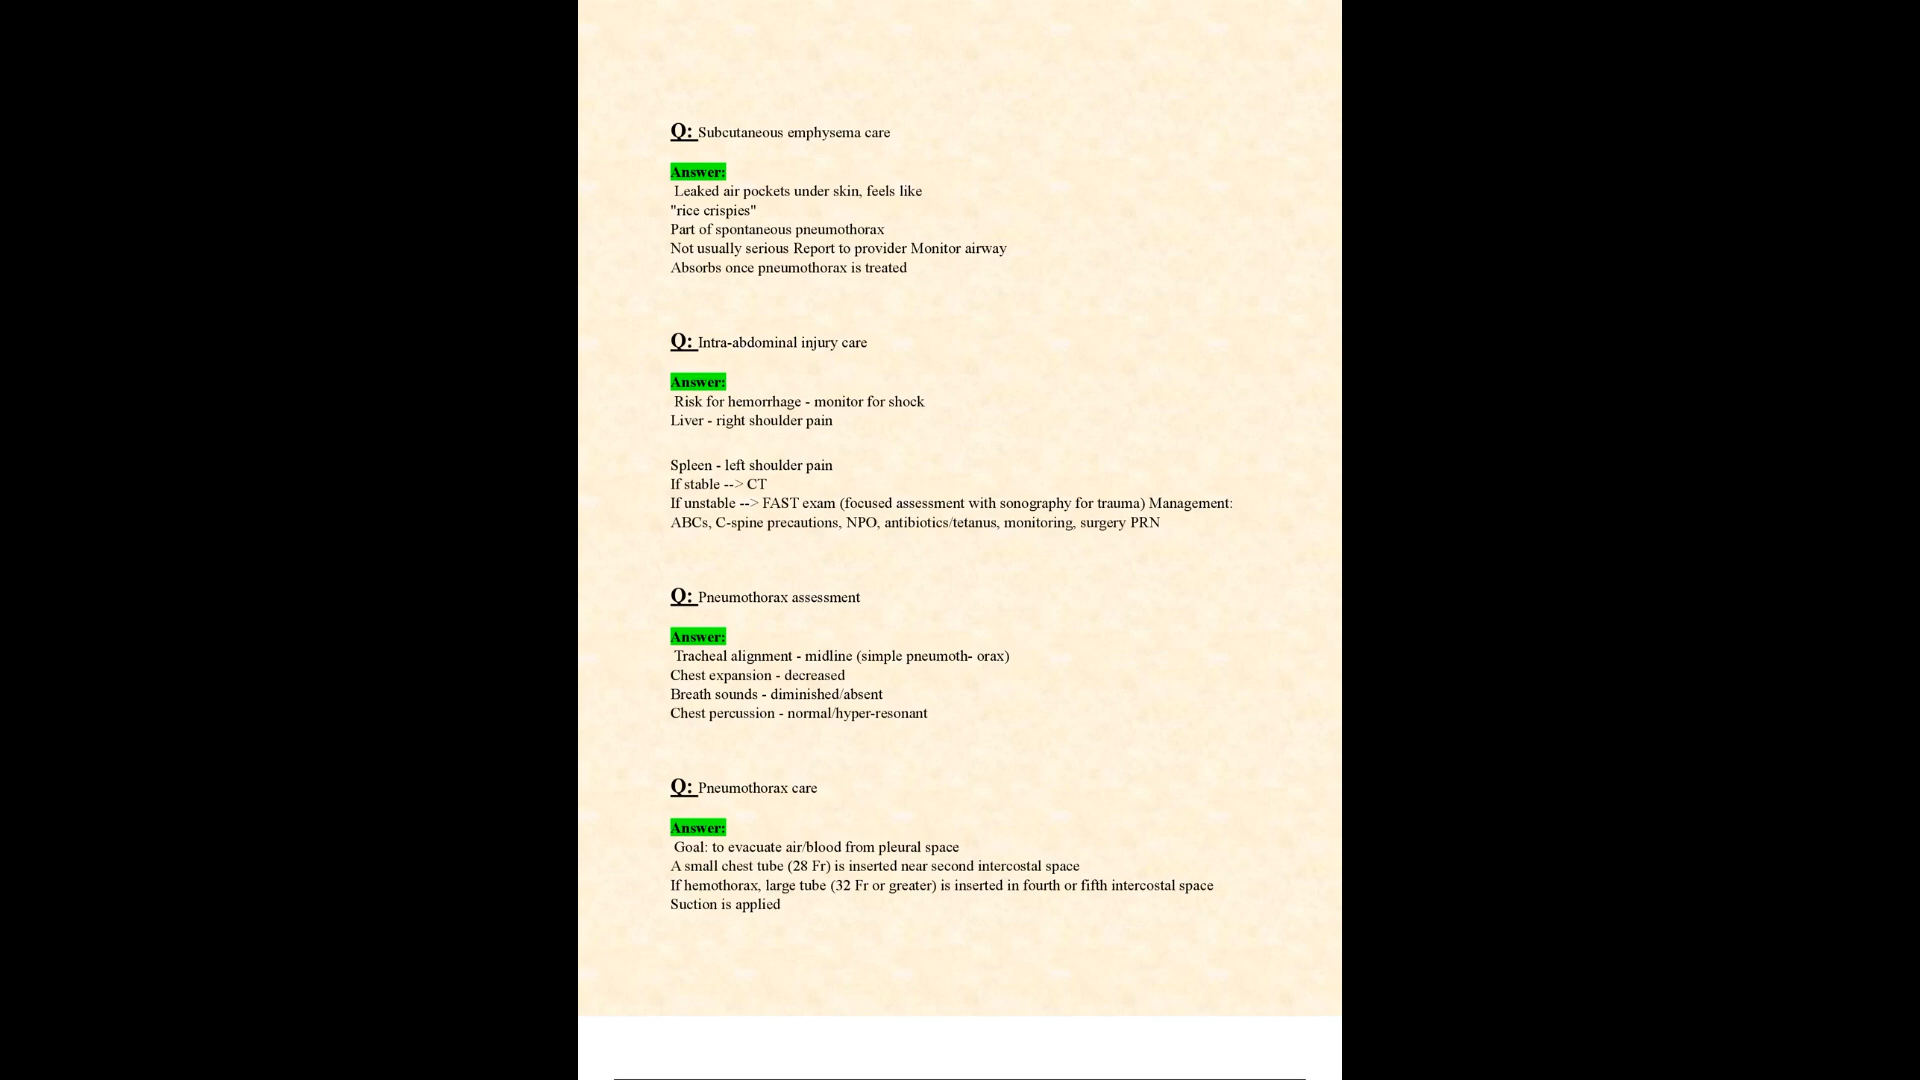 Q: Subcutaneous emphysema care
Answer:
Leaked air pockets under skin, feels like
"rice crispies"
Part of spontaneous pneumothorax
Not usually serious Report to provider Monitor airway
Absorbs once pneumothorax is treated
Q: Intra-abdominal injury care
Answer:
Risk for hemorrhage - monitor for shock
Liver - right shoulder pain
Spleen - left shoulder pain
If stable --> CT
If unstable --> FAST exam (focused assessment with sonography for trauma) Management:
ABCs, C-spine precautions, NPO, antibiotics/tetanus, monitoring, surgery PRN
Q: Pneumothorax assessment
Answer:
Tracheal alignment - midline (simple pneumoth- orax)
Chest expansion - decreased
Breath sounds - diminished/absent
Chest percussion - normal/hyper-resonant
Q: Pneumothorax care
Answer:
Goal: to evacuate air/blood from pleural space
A small chest tube (28 Fr) is inserted near second intercostal space
If hemothorax, large tube (32 Fr or greater) is inserted in fourth or fifth intercostal space
Suction is applied